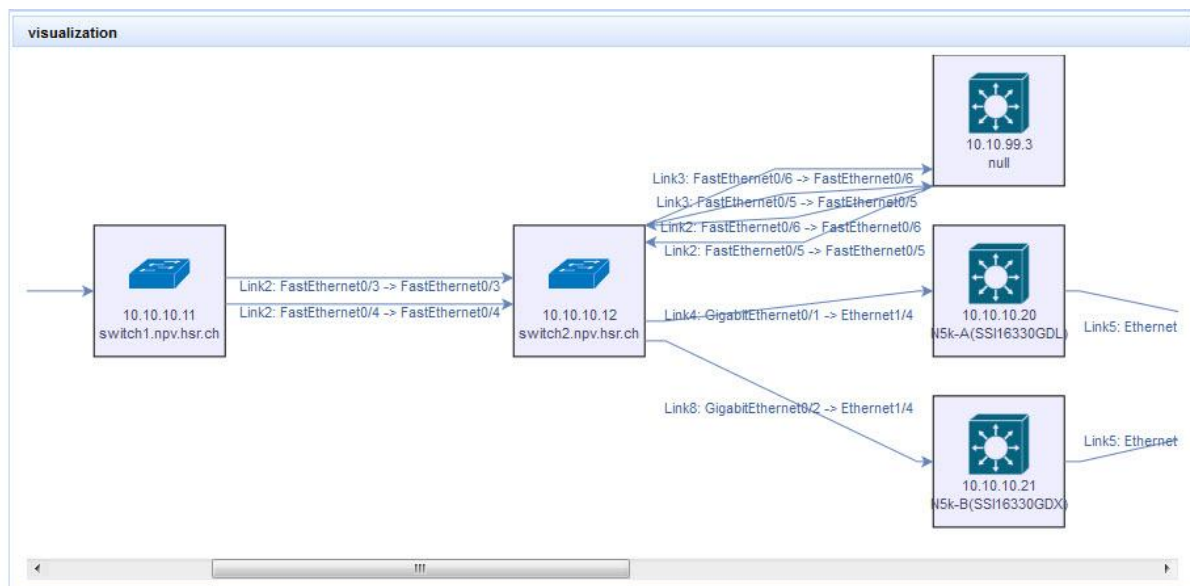 visualization
10.10.99.3
null
Link3: FastEthernet0/6 -> FastEthernet0/6
Link3: FastEthernet0/5 -> FastEthernet0/5
Link2: FastEthernet0/6 -> FastEthernet0/6
Link2: FastEthernet0/5 -> FastEthernet0/5
Link2: FastEthernet0/3 -> FastEthernet0/3
Link2: FastEthernet0/4 -> FastEthernet0/4
10.10.10.11
switch1.npv.hsr.ch
10.10.10.12
switch2.npv.hsr.ch
Link4: GigabitEthernet0/1 -> Ethernet1/4
10.10.10.20
N5k-A(SSI16330GDL)
Link5: Ethernet
Link8: GigabitEthernet0/2 -> Ethernet1/4
Link5: Ethernet
10.10.10.21
N5k-B(SSI16330GDX)